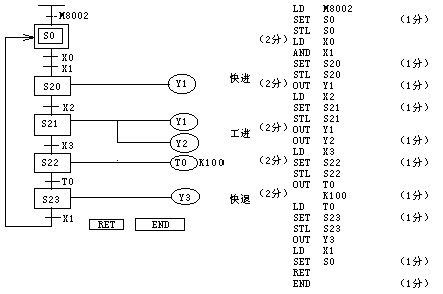 M8002
S0
(2分)
X0
X1
S20
Y1
快进
(2分)
X2
S21
Y1
工进
(2分)
Y2
X3
S22
T0
K100
(2分)
T0
S23
Y3
快退
(2分)
X1
RET
END
LD M8002
SET S0 (1分)
STL S0
LD X0
AND X1
SET S20 (1分)
STL S20
OUT Y1 (1分)
LD X2
SET S21 (1分)
STL S21
OUT Y1
OUT Y2 (1分)
LD X3
SET S22 (1分)
STL S22
OUT T0
K100 (1分)
LD T0
SET S23 (1分)
STL S23
OUT Y3
LD X1
SET S0 (1分)
RET
END (1分)